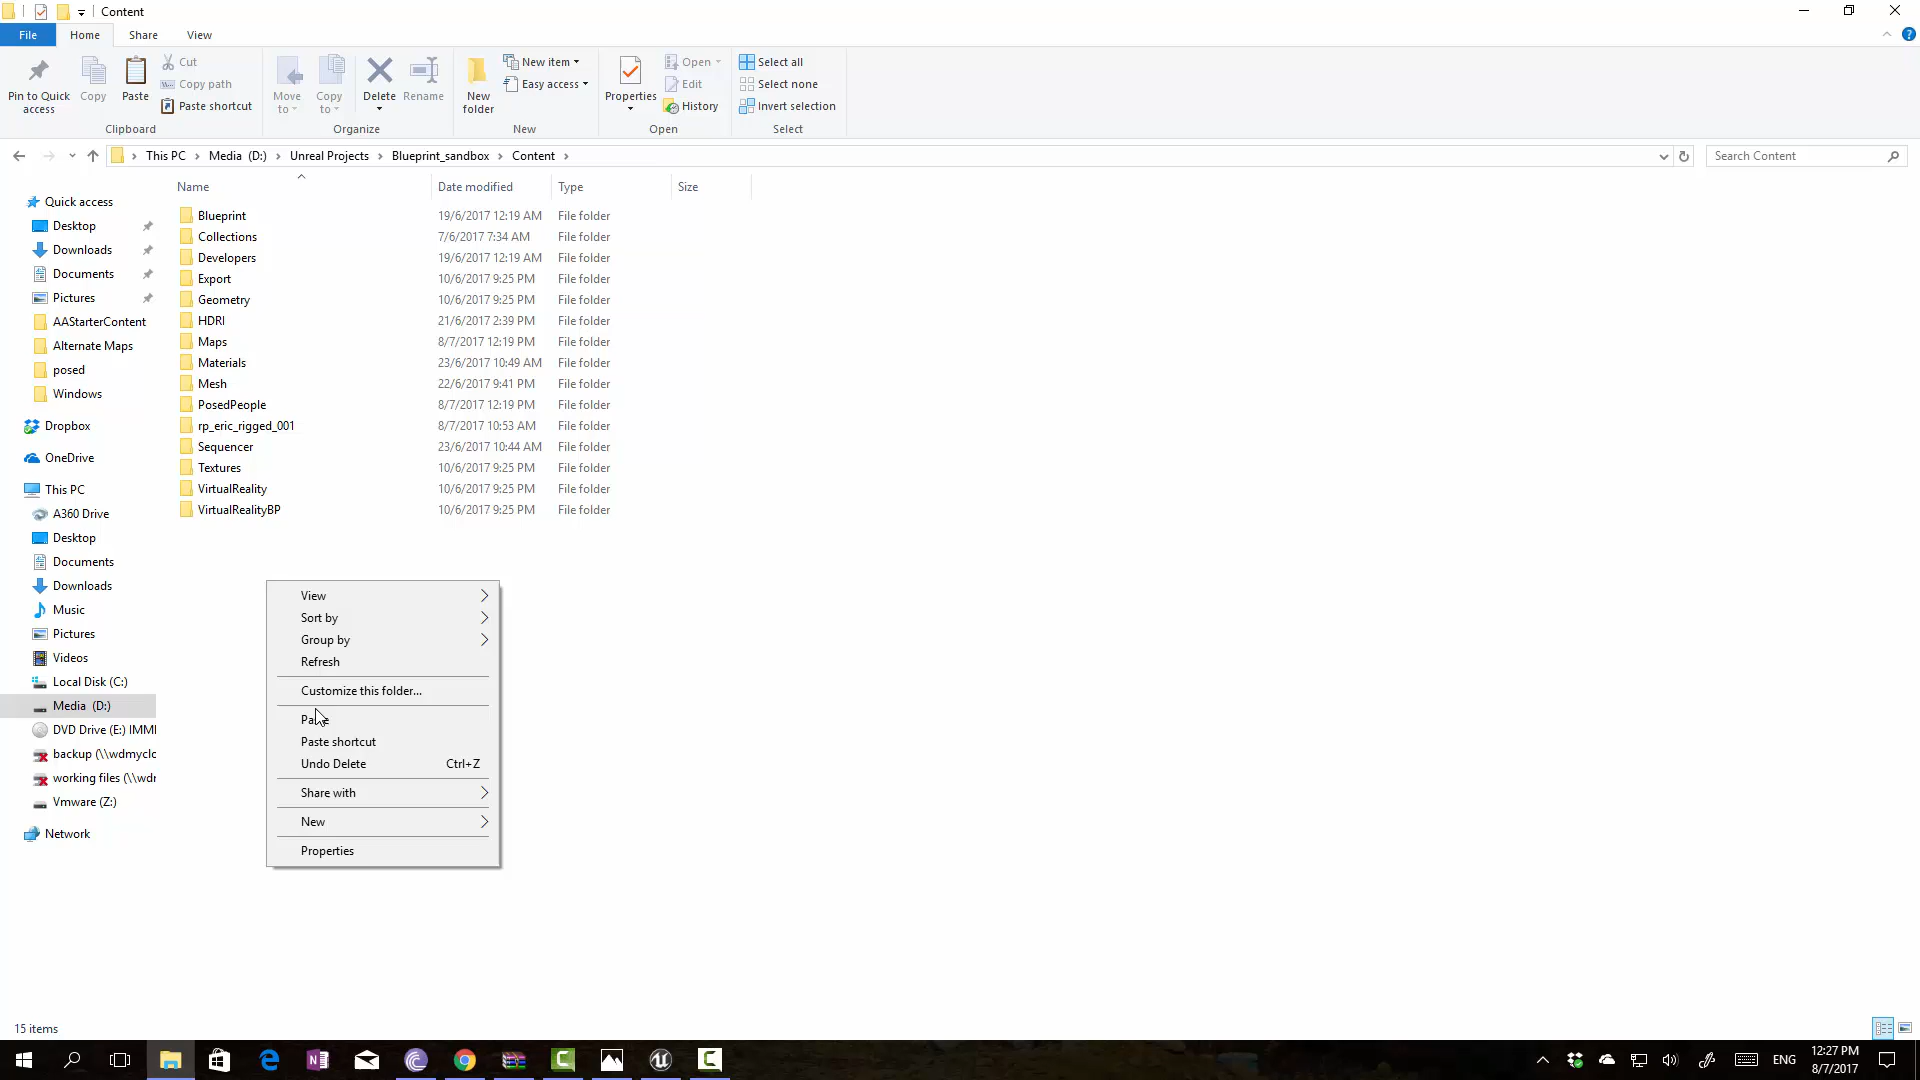 Content
File Home Share View
Pin to Quick access
Copy
Paste
Cut
Copy path
Paste shortcut
Clipboard
Move to
Copy to
Delete
Rename
Organize
New folder
New item
Easy access
New
Properties
Open
Edit
History
Open
Select all
Select none
Invert selection
Select
This PC Media (D:) Unreal Projects Blueprint_sandbox Content
Search Content
Name Date modified Type Size
Blueprint 19/6/2017 12:19 AM File folder
Collections 7/6/2017 7:34 AM File folder
Developers 19/6/2017 12:19 AM File folder
Export 10/6/2017 9:25 PM File folder
Geometry 10/6/2017 9:25 PM File folder
HDRI 21/6/2017 2:39 PM File folder
Maps 8/7/2017 12:19 PM File folder
Materials 23/6/2017 10:49 AM File folder
Mesh 22/6/2017 9:41 PM File folder
PosedPeople 8/7/2017 12:19 PM File folder
rp_eric_rigged_001 8/7/2017 10:53 AM File folder
Sequencer 23/6/2017 10:44 AM File folder
Textures 10/6/2017 9:25 PM File folder
VirtualReality 10/6/2017 9:25 PM File folder
VirtualRealityBP 10/6/2017 9:25 PM File folder
Quick access
Desktop
Downloads
Documents
Pictures
AAStarterContent
Alternate Maps
posed
Windows
Dropbox
OneDrive
This PC
A360 Drive
Desktop
Documents
Downloads
Music
Pictures
Videos
Local Disk (C:)
Media (D:)
DVD Drive (E:) IMMI
backup (\\wdmyclo
working files (\\wdr
Vmware (Z:)
Network
View
Sort by
Group by
Refresh
Customize this folder...
Paste
Paste shortcut
Undo Delete Ctrl+Z
Share with
New
Properties
15 items
ENG
12:27 PM
8/7/2017